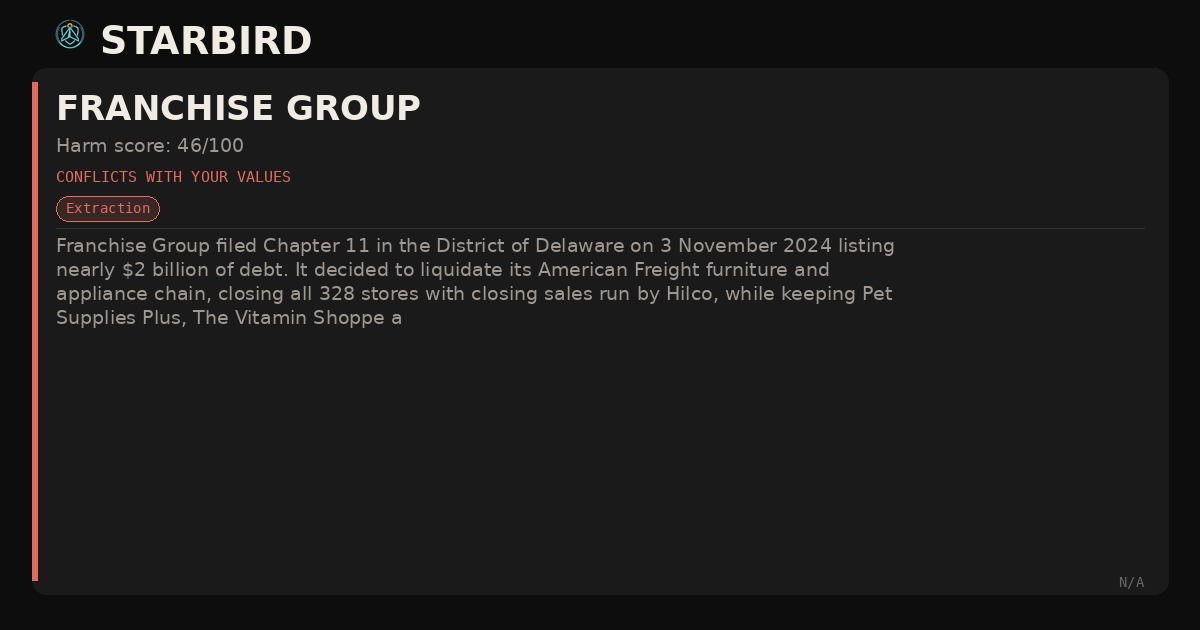 STARBIRD
FRANCHISE GROUP
Harm score: 46/100
CONFLICTS WITH YOUR VALUES
Extraction
Franchise Group filed Chapter 11 in the District of Delaware on 3 November 2024 listing
nearly $2 billion of debt. It decided to liquidate its American Freight furniture and
appliance chain, closing all 328 stores with closing sales run by Hilco, while keeping Pet
Supplies Plus, The Vitamin Shoppe a
N/A